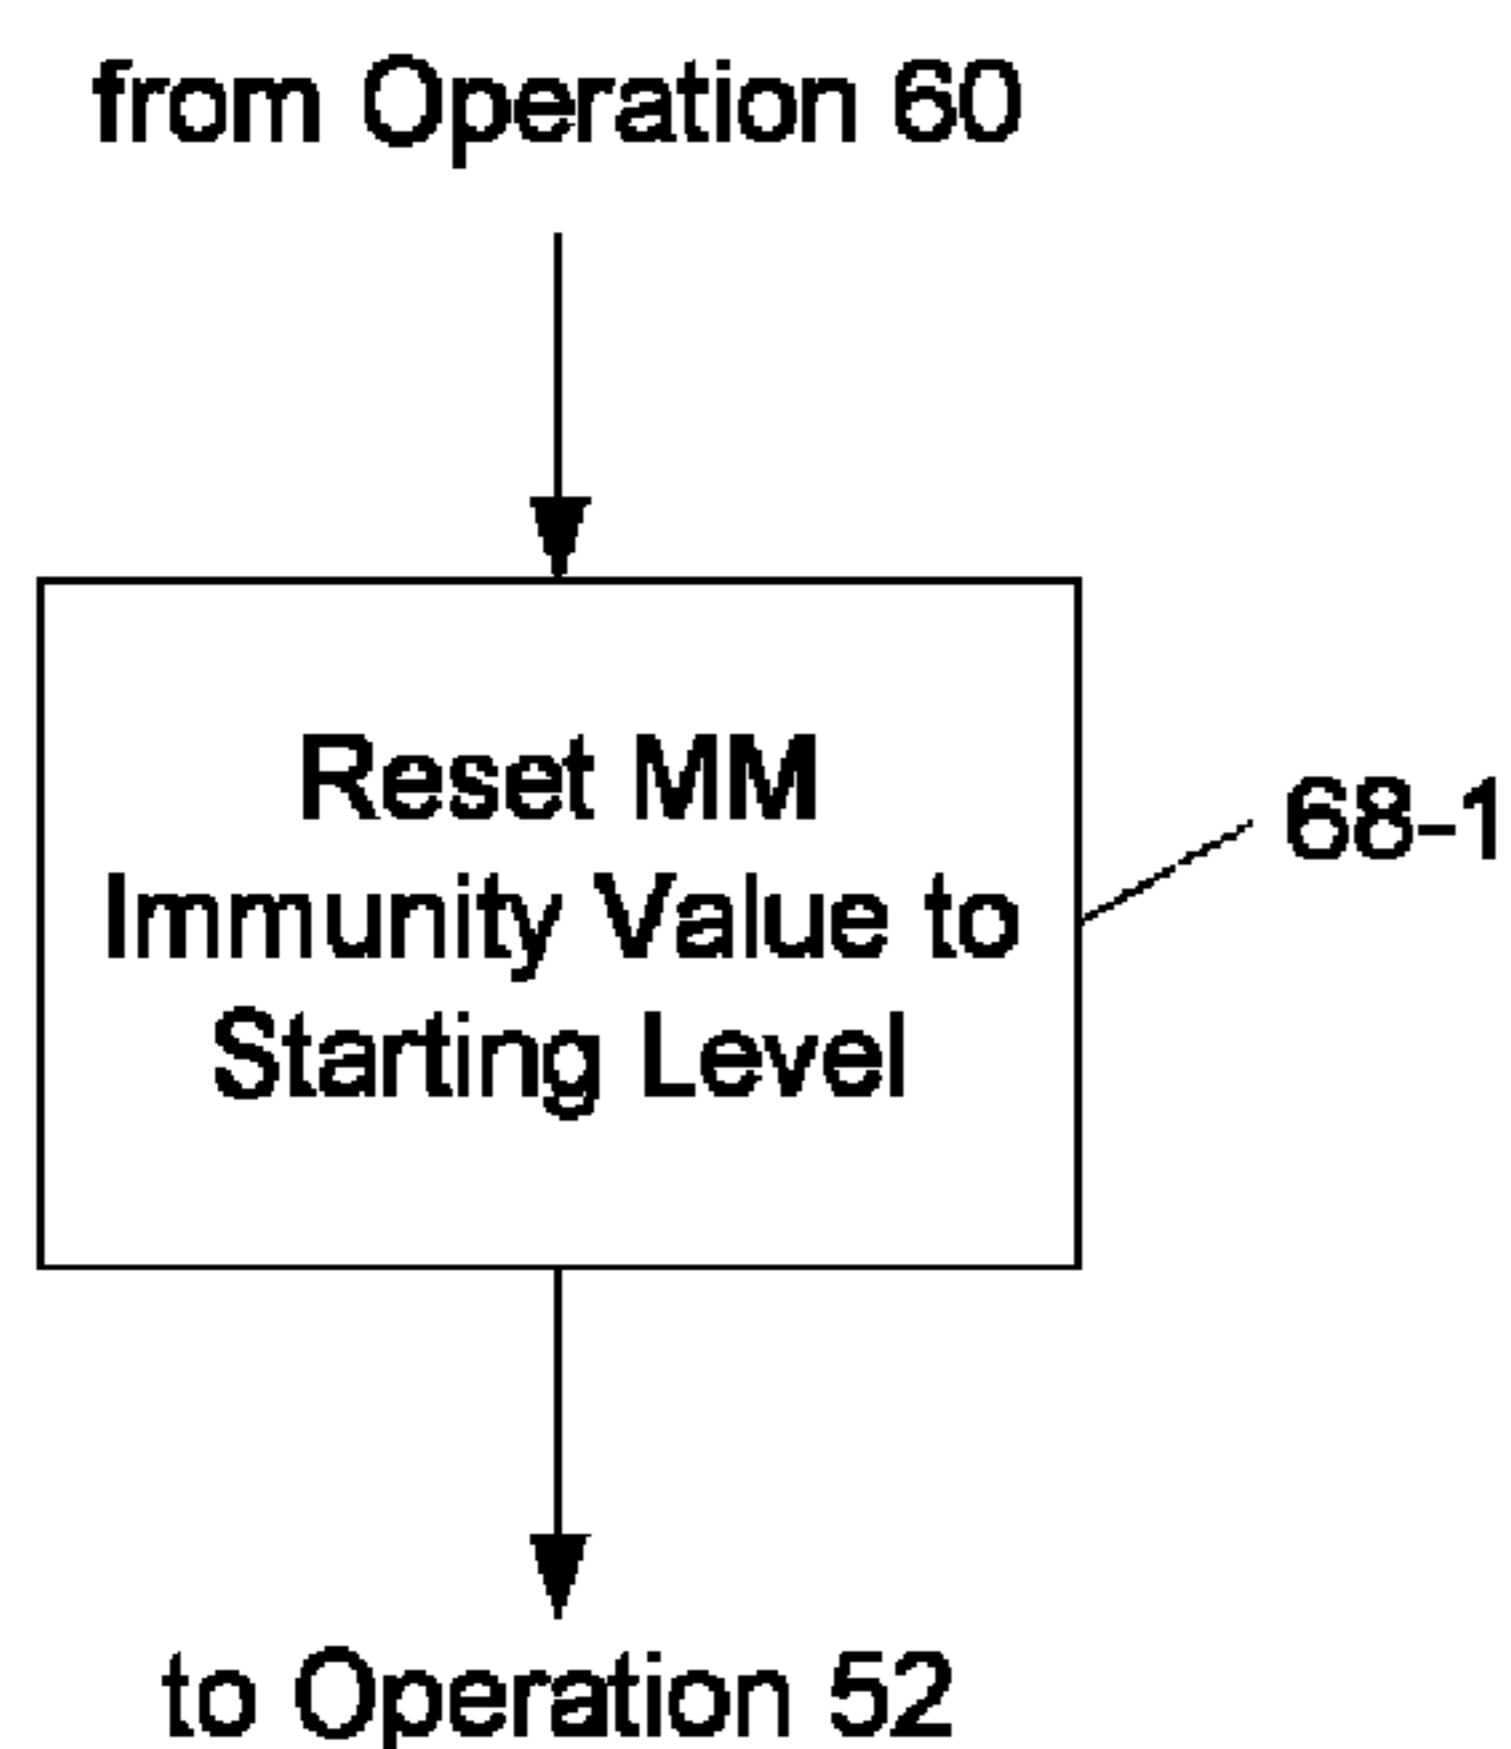 from Operation 60
Reset MM
Immunity Value to
Starting Level
68-1
to Operation 52